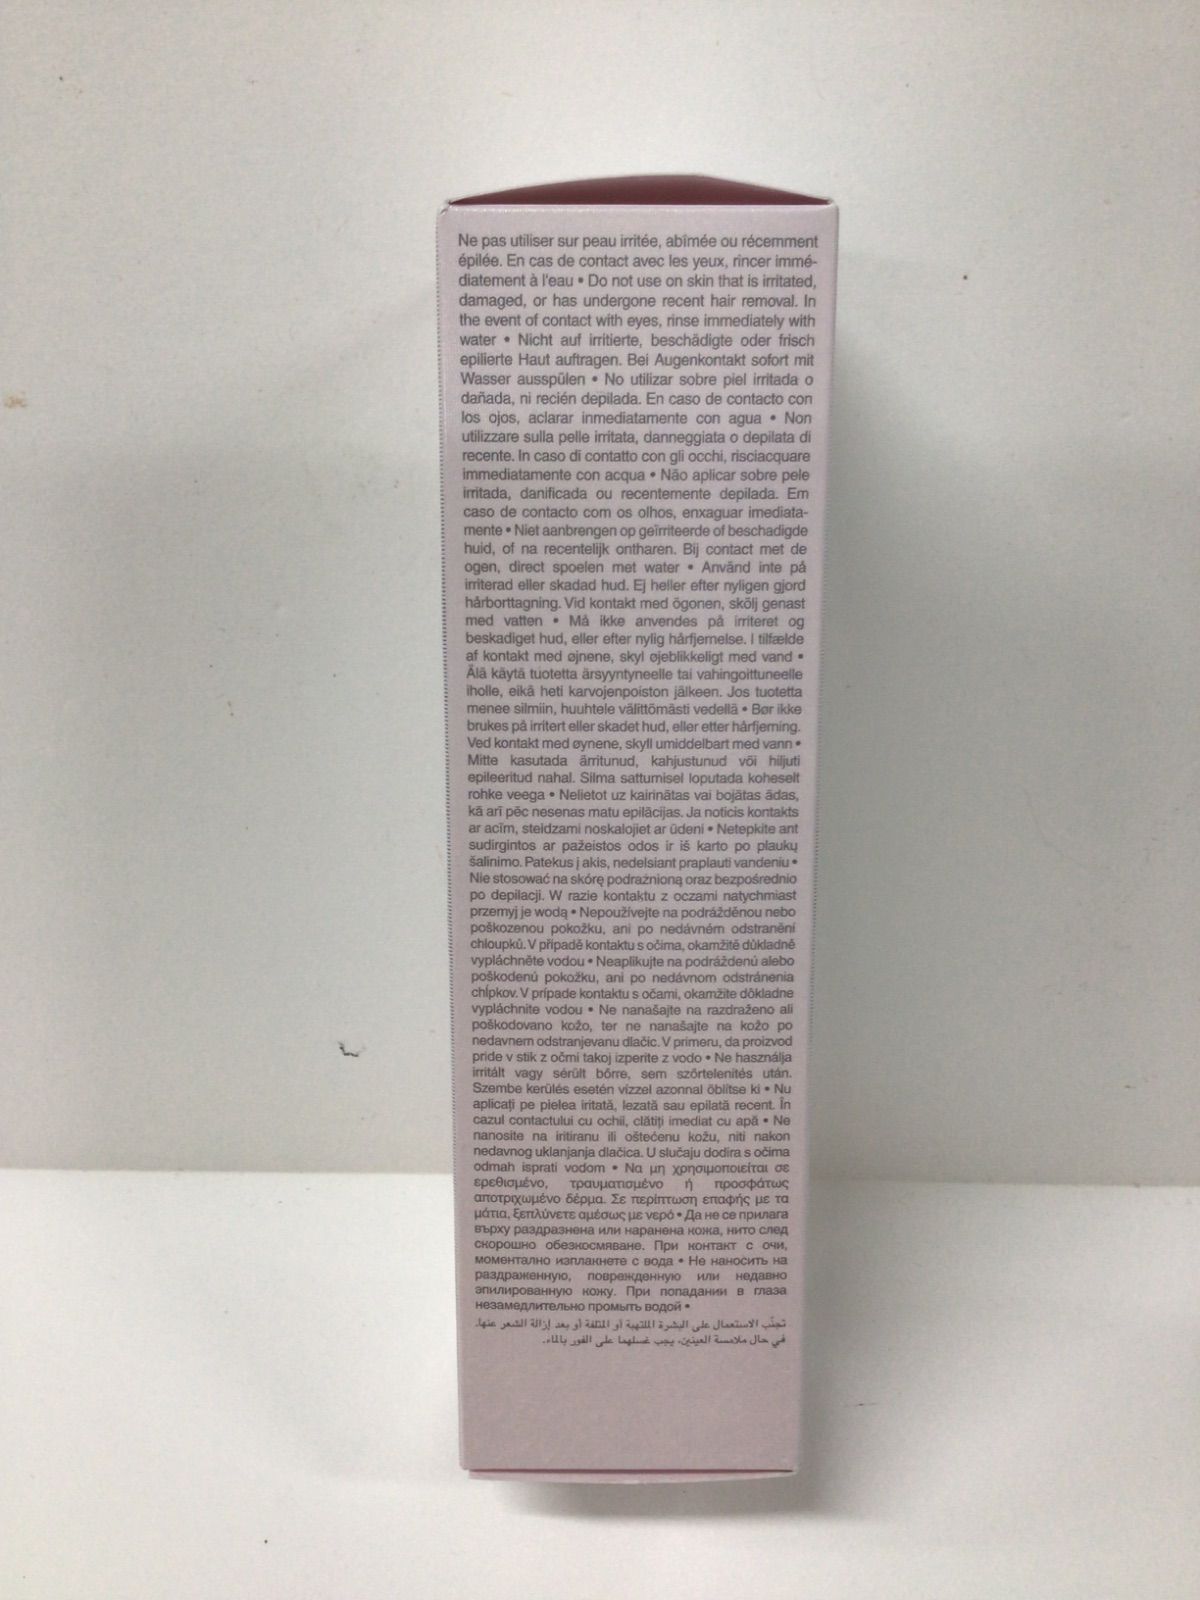 Ne pas utiliser sur peau irritée, abîmée ou récemment
épilée. En cas de contact avec les yeux, rincer immé-
diatement à l'eau • Do not use on skin that is irritated,
damaged, or has undergone recent hair removal. In
the event of contact with eyes, rinse immediately with
water • Nicht auf irritierte, beschädigte oder frisch
epilierte Haut auftragen. Bei Augenkontakt sofort mit
Wasser ausspülen • No utilizar sobre piel irritada o
dañada, ni recién depilada. En caso de contacto con
los ojos, aclarar inmediatamente con agua • Non
utilizzare sulla pelle irritata, danneggiata o depilata di
recente. In caso di contatto con gli occhi, risciacquare
immediatamente con acqua • Não aplicar sobre pele
irritada, danificada ou recentemente depilada. Em
caso de contacto com os olhos, enxaguar imediata-
mente • Niet aanbrengen op geïrriteerde of beschadigde
huid, of na recentelijk ontharen. Bij contact met de
ogen, direct spoelen met water • Använd inte på
irriterad eller skadad hud. Ej heller efter nyligen gjord
hårborttagning. Vid kontakt med ögonen, skölj genast
med vatten • Må ikke anvendes på irriteret og
beskadiget hud, eller efter nylig hårfjernelse. I tilfælde
af kontakt med øjnene, skyl øjeblikkeligt med vand •
Älä käytä tuotetta ärsyyntyneelle tai vahingoittuneelle
iholle, eikä heti karvojenpoiston jälkeen. Jos tuotetta
menee silmiin, huuhtele välittömästi vedellä • Bør ikke
brukes på irritert eller skadet hud, eller etter hårfjerning.
Ved kontakt med øynene, skyll umiddelbart med vann •
Mitte kasutada ärritunud, kahjustunud või hiljuti
epileeritud nahal. Silma sattumisel loputada koheselt
rohke veega • Nelietot uz kairinātas vai bojātas ādas,
kā arī pēc nesenas matu epilācijas. Ja noticis kontakts
ar acīm, steidzami noskalojiet ar ūdeni • Netepkite ant
sudirgintos ar pažeistos odos ir iš karto po plaukų
šalinimo. Patekus į akis, nedelsiant praplauti vandeniu •
Nie stosować na skórę podrażnioną oraz bezpośrednio
po depilacji. W razie kontaktu z oczami natychmiast
przemyj je wodą • Nepoužívejte na podrážděnou nebo
poškozenou pokožku, ani po nedávném odstranění
chloupků. V případě kontaktu s očima, okamžitě důkladně
vypláchněte vodou • Neaplikujte na podráždenú alebo
poškodenú pokožku, ani po nedávnom odstránenia
chĺpkov. V prípade kontaktu s očami, okamžite dôkladne
vypláchnite vodou • Ne nanašajte na razdraženo ali
poškodovano kožo, ter ne nanašajte na kožo po
nedavnem odstranjevanu dlačic. V primeru, da proizvod
pride v stik z očmi takoj izperite z vodo • Ne használja
irritált vagy sérült bőrre, sem szőrtelenítés után.
Szembe kerülés esetén vízzel azonnal öblítse ki • Nu
aplicați pe pielea iritată, lezată sau epilată recent. În
cazul contactului cu ochii, clătiți imediat cu apă • Ne
nanosite na iritiranu ili oštećenu kožu, niti nakon
nedavnog uklanjanja dlačica. U slučaju dodira s očima
odmah isprati vodom • Να μη χρησιμοποιείται σε
ερεθισμένο, τραυματισμένο ή προσφάτως
αποτριχωμένο δέρμα. Σε περίπτωση επαφής με τα
μάτια, ξεπλύνετε αμέσως με νερό • Да не се прилага
върху раздразнена или наранена кожа, нито след
скорошно обезкосмяване. При контакт с очи,
моментално изплакнете с вода • Не наносить на
раздраженную, поврежденную или недавно
эпилированную кожу. При попадании в глаза
незамедлительно промыть водой •
تجنّب الاستعمال على البشرة الملتهبة أو المتلفة أو بعد إزالة الشعر عنها.
في حال ملامسة العينين، يجب غسلهما على الفور بالماء.